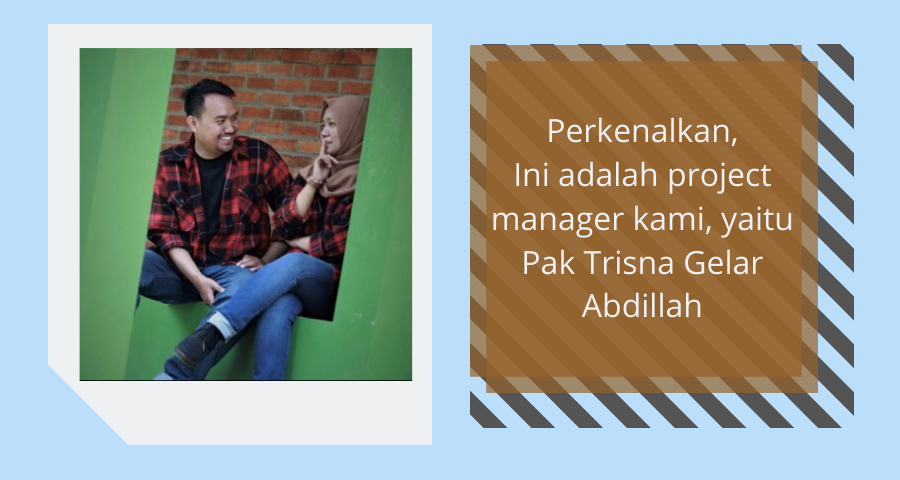 Perkenalkan,
Ini adalah project
manager kami, yaitu
Pak Trisna Gelar
Abdillah